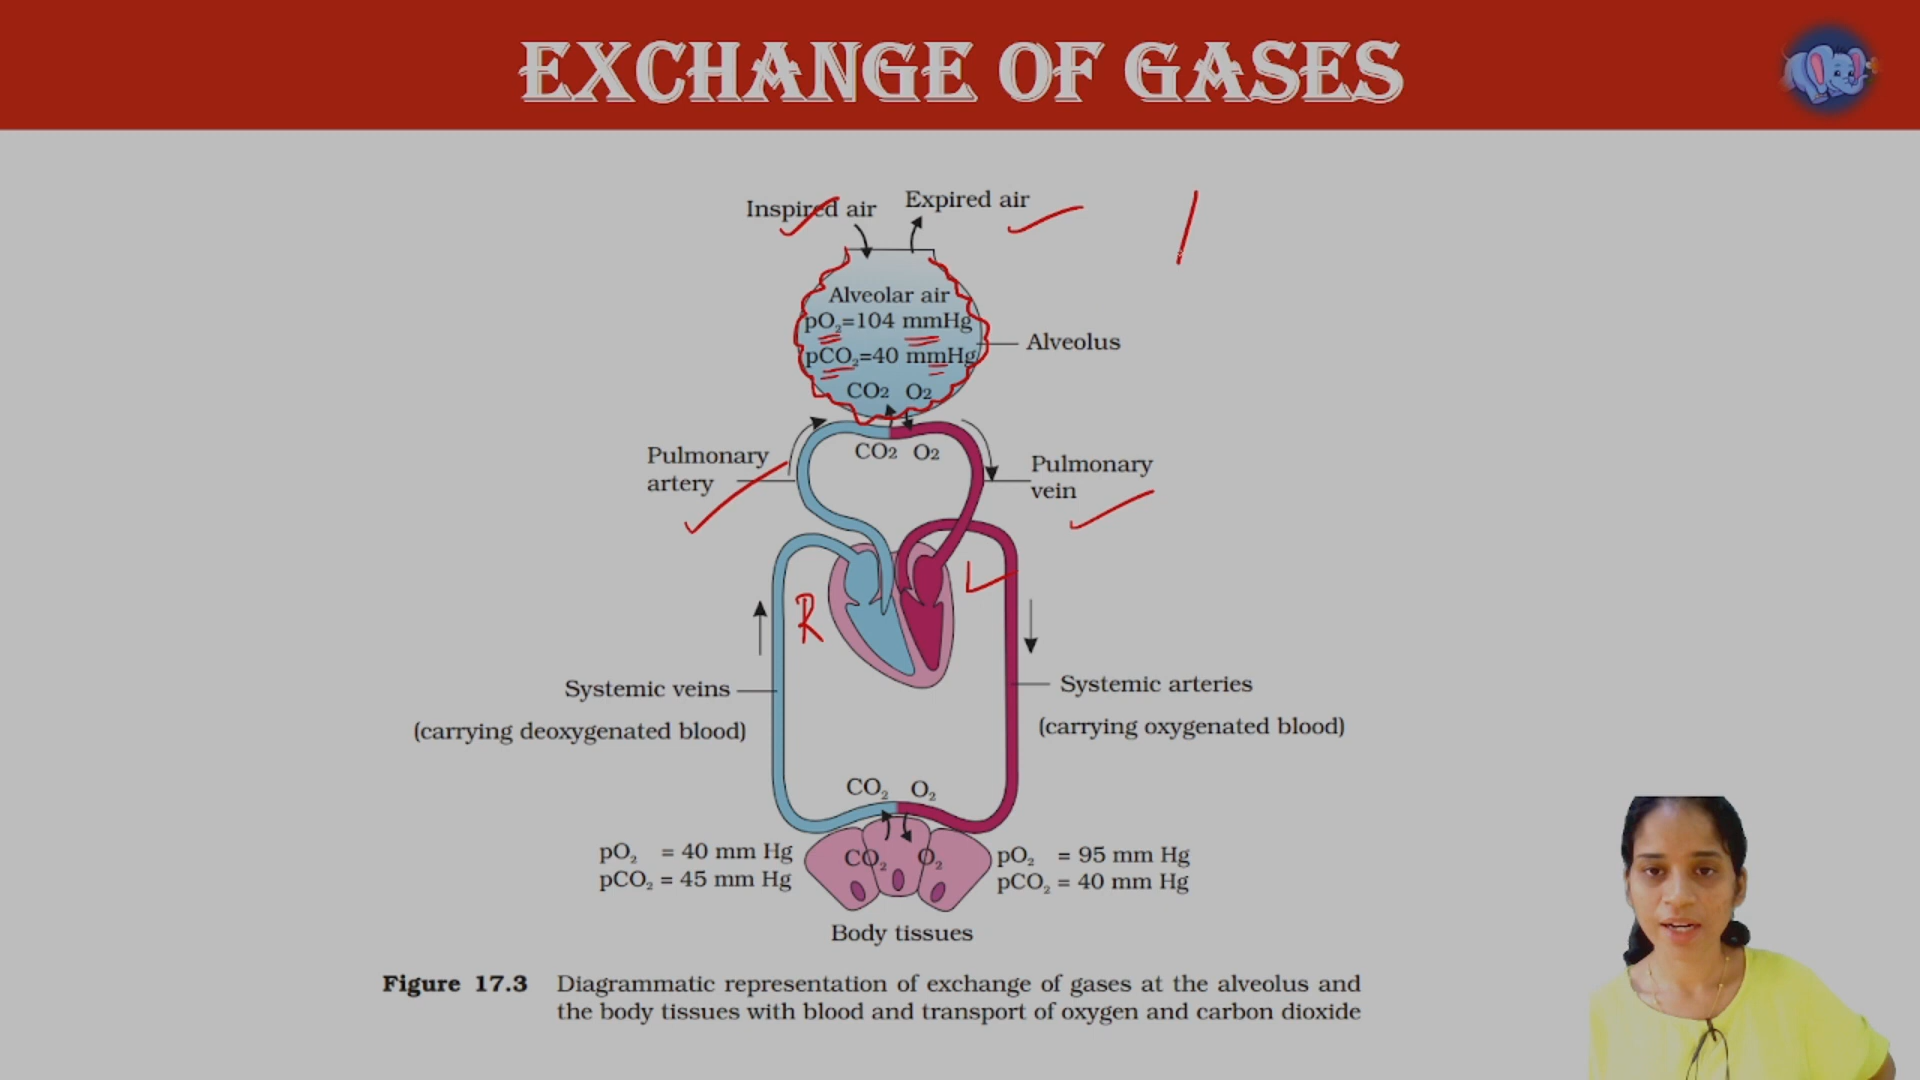 EXCHANGE OF GASES
Inspired air
Expired air
Alveolar air
pO₂=104 mmHg
pCO₂=40 mmHg
CO2 O2
Alveolus
CO2 O2
Pulmonary
artery
Pulmonary
vein
R
L
Systemic veins
(carrying deoxygenated blood)
Systemic arteries
(carrying oxygenated blood)
CO₂ O₂
CO₂ O₂
pO₂ = 40 mm Hg
pCO₂ = 45 mm Hg
pO₂ = 95 mm Hg
pCO₂ = 40 mm Hg
Body tissues
Figure 17.3 Diagrammatic representation of exchange of gases at the alveolus and
the body tissues with blood and transport of oxygen and carbon dioxide